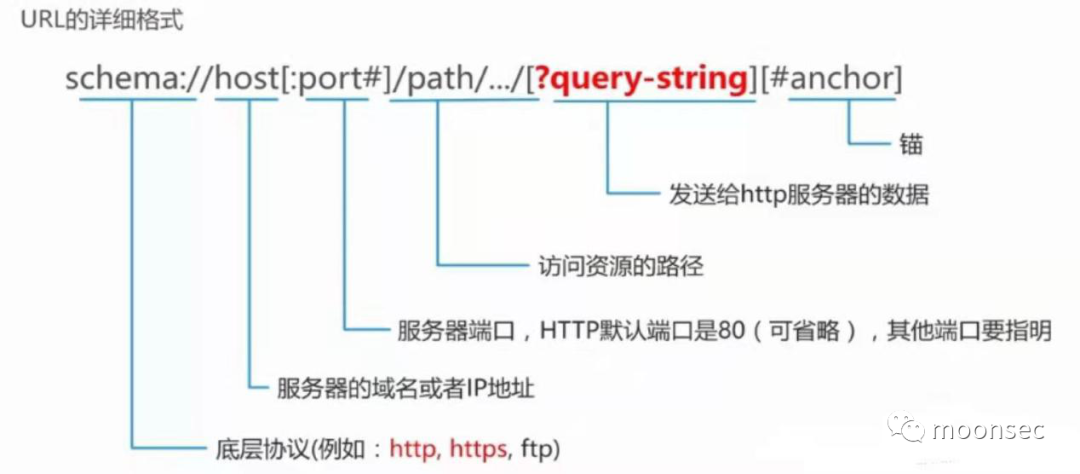 URL的详细格式
schema://host[:port#]/path/.../[?query-string][#anchor]
锚
发送给http服务器的数据
访问资源的路径
服务器端口，HTTP默认端口是80（可省略），其他端口要指明
服务器的域名或者IP地址
底层协议(例如：http, https, ftp)
moonsec